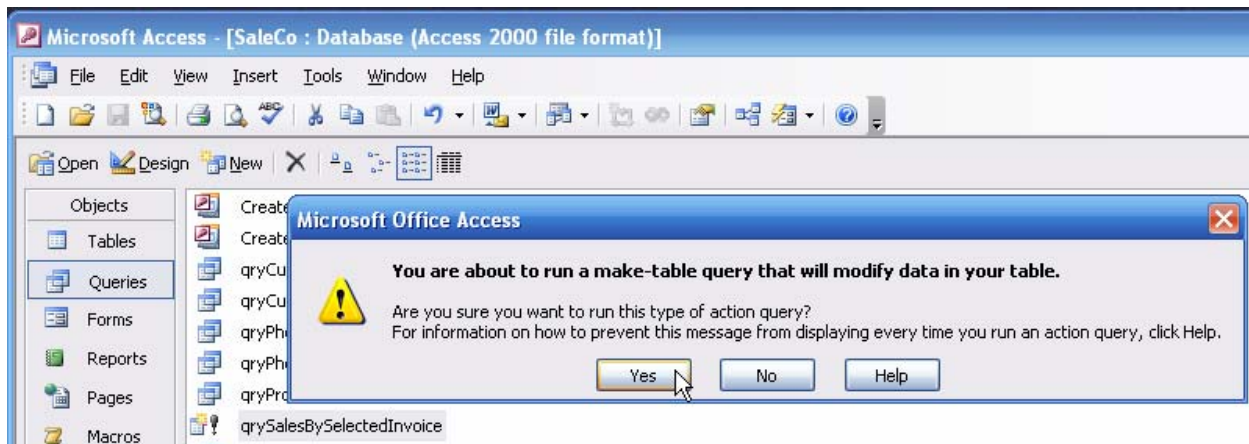 Microsoft Access - [SaleCo : Database (Access 2000 file format)]
File Edit View Insert Tools Window Help
ABC
W
Open Design New
Objects
Tables
Queries
Forms
Reports
Pages
Macros
Create
Create
qryCu
qryCu
qryPh
qryPh
qryPro
qrySalesBySelectedInvoice
Microsoft Office Access
You are about to run a make-table query that will modify data in your table.
Are you sure you want to run this type of action query?
For information on how to prevent this message from displaying every time you run an action query, click Help.
Yes No Help